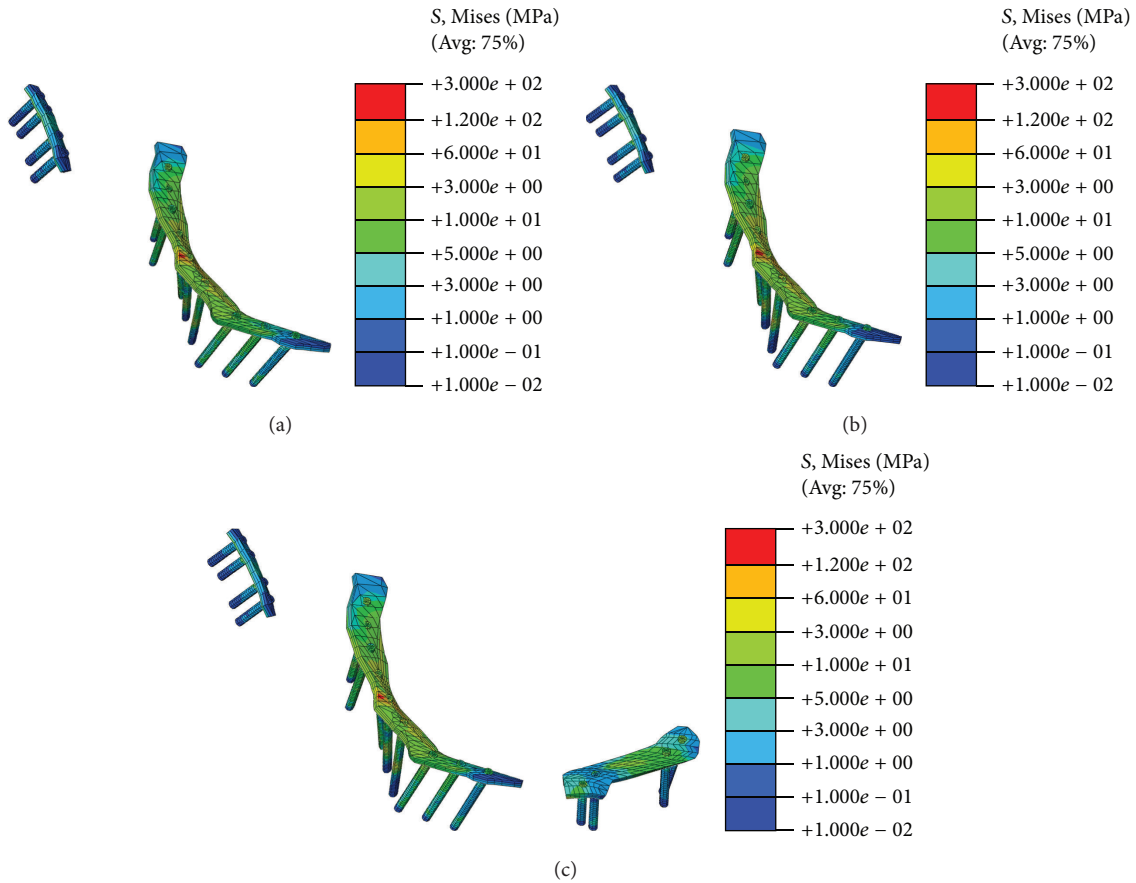 S, Mises (MPa)
(Avg: 75%)
+3.000e + 02
+1.200e + 02
+6.000e + 01
+3.000e + 00
+1.000e + 01
+5.000e + 00
+3.000e + 00
+1.000e + 00
+1.000e − 01
+1.000e − 02
(a)
S, Mises (MPa)
(Avg: 75%)
+3.000e + 02
+1.200e + 02
+6.000e + 01
+3.000e + 00
+1.000e + 01
+5.000e + 00
+3.000e + 00
+1.000e + 00
+1.000e − 01
+1.000e − 02
(b)
S, Mises (MPa)
(Avg: 75%)
+3.000e + 02
+1.200e + 02
+6.000e + 01
+3.000e + 00
+1.000e + 01
+5.000e + 00
+3.000e + 00
+1.000e + 00
+1.000e − 01
+1.000e − 02
(c)